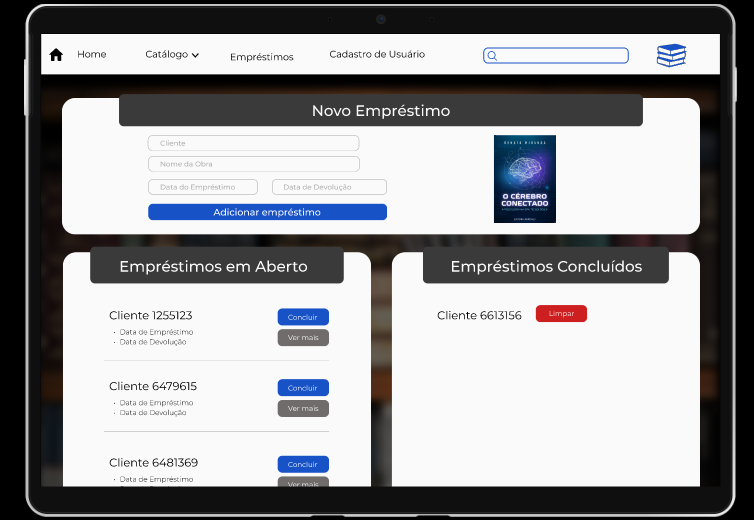 Home
Catálogo
Empréstimos
Cadastro de Usuário
Novo Empréstimo
Cliente
Nome da Obra
Data do Empréstimo
Data de Devolução
Adicionar empréstimo
RENATA MIRANDA
O CÉREBRO
CONECTADO
Empréstimos em Aberto
Cliente 1255123
Concluir
• Data de Empréstimo
• Data de Devolução
Ver mais
Cliente 6479615
Concluir
• Data de Empréstimo
• Data de Devolução
Ver mais
Cliente 6481369
Concluir
• Data de Empréstimo
Ver mais
Empréstimos Concluídos
Cliente 6613156
Limpar